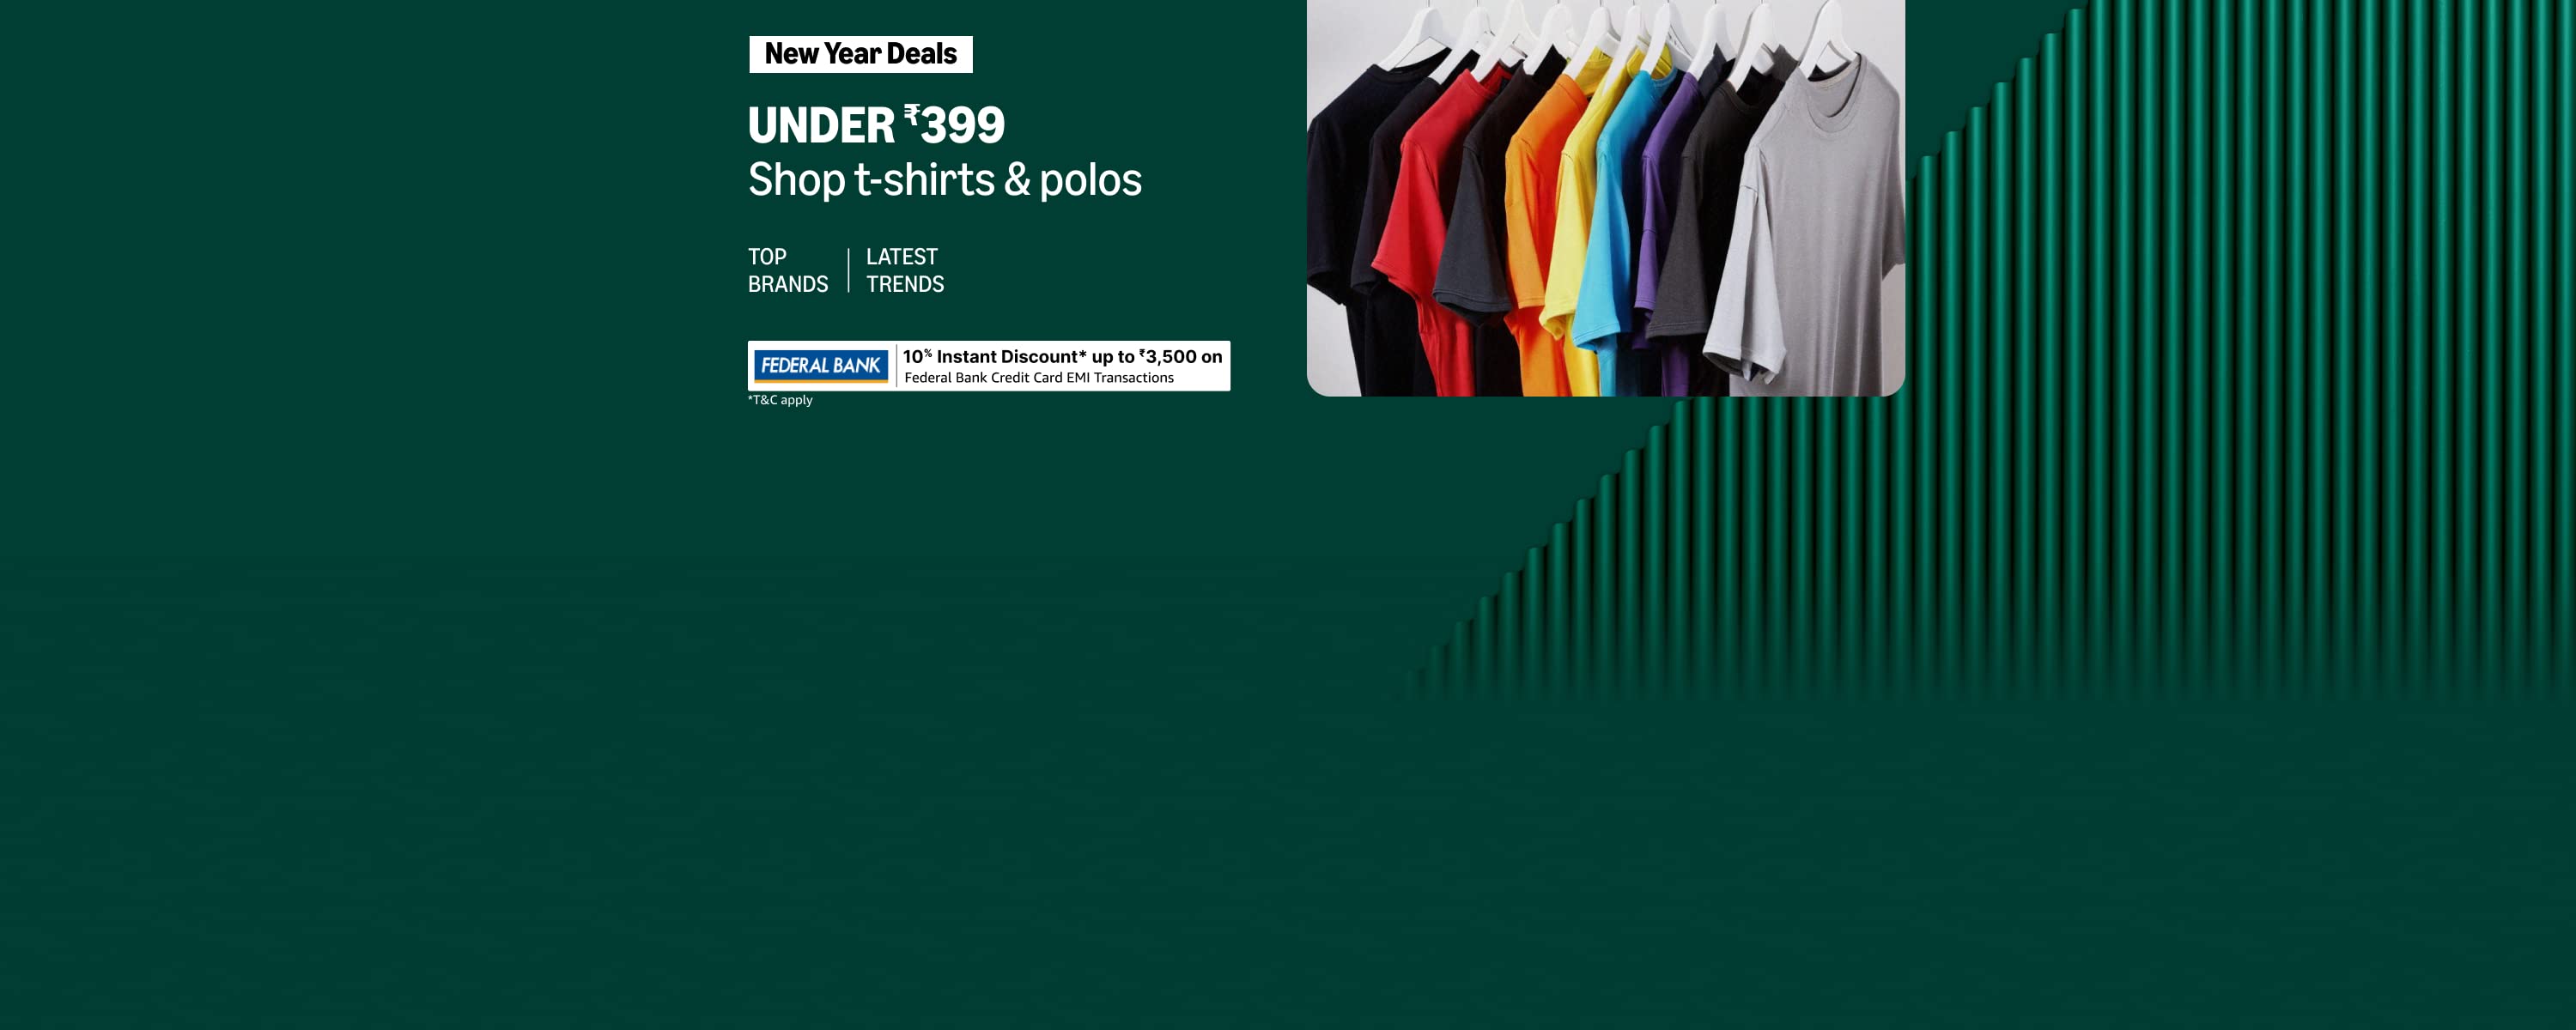 New Year Deals
UNDER ₹399
Shop t-shirts & polos
TOP
BRANDS
LATEST
TRENDS
FEDERAL BANK
10% Instant Discount* up to ₹3,500 on
Federal Bank Credit Card EMI Transactions
*T&C apply